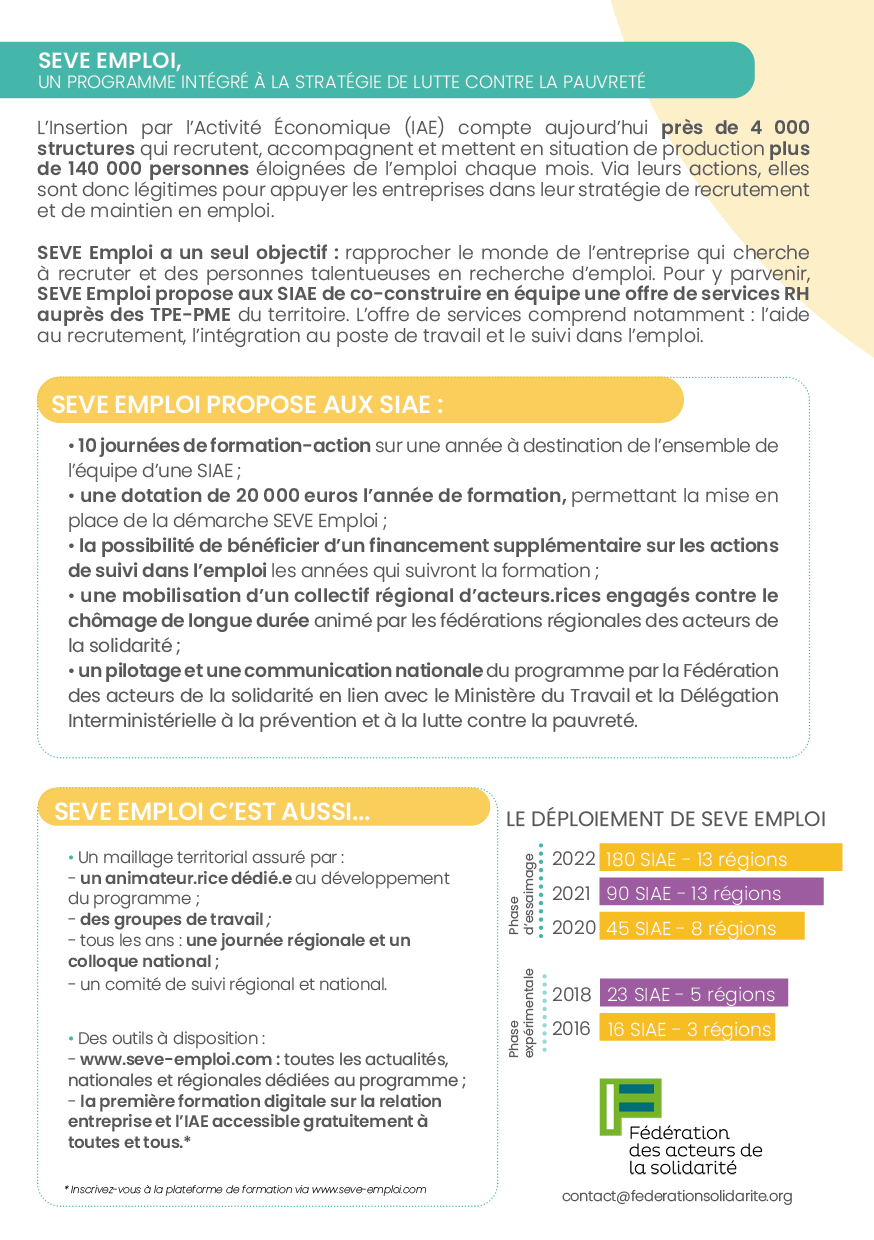 SEVE EMPLOI,
UN PROGRAMME INTÉGRÉ À LA STRATÉGIE DE LUTTE CONTRE LA PAUVRETÉ
L’Insertion par l’Activité Économique (IAE) compte aujourd’hui près de 4 000
structures qui recrutent, accompagnent et mettent en situation de production plus
de 140 000 personnes éloignées de l’emploi chaque mois. Via leurs actions, elles
sont donc légitimes pour appuyer les entreprises dans leur stratégie de recrutement
et de maintien en emploi.
SEVE Emploi a un seul objectif : rapprocher le monde de l’entreprise qui cherche
à recruter et des personnes talentueuses en recherche d’emploi. Pour y parvenir,
SEVE Emploi propose aux SIAE de co-construire en équipe une offre de services RH
auprès des TPE-PME du territoire. L’offre de services comprend notamment : l’aide
au recrutement, l’intégration au poste de travail et le suivi dans l’emploi.
SEVE EMPLOI PROPOSE AUX SIAE :
• 10 journées de formation-action sur une année à destination de l’ensemble de
l’équipe d’une SIAE ;
• une dotation de 20 000 euros l’année de formation, permettant la mise en
place de la démarche SEVE Emploi ;
• la possibilité de bénéficier d’un financement supplémentaire sur les actions
de suivi dans l’emploi les années qui suivront la formation ;
• une mobilisation d’un collectif régional d’acteurs.rices engagés contre le
chômage de longue durée animé par les fédérations régionales des acteurs de
la solidarité ;
• un pilotage et une communication nationale du programme par la Fédération
des acteurs de la solidarité en lien avec le Ministère du Travail et la Délégation
Interministérielle à la prévention et à la lutte contre la pauvreté.
SEVE EMPLOI C’EST AUSSI...
• Un maillage territorial assuré par :
- un animateur.rice dédié.e au développement
du programme ;
- des groupes de travail ;
- tous les ans : une journée régionale et un
colloque national ;
- un comité de suivi régional et national.
• Des outils à disposition :
- www.seve-emploi.com : toutes les actualités,
nationales et régionales dédiées au programme ;
- la première formation digitale sur la relation
entreprise et l’IAE accessible gratuitement à
toutes et tous.*
* Inscrivez-vous à la plateforme de formation via www.seve-emploi.com
LE DÉPLOIEMENT DE SEVE EMPLOI
Phase
d’essaimage
2022 180 SIAE - 13 régions
2021 90 SIAE - 13 régions
2020 45 SIAE - 8 régions
Phase
expérimentale
2018 23 SIAE - 5 régions
2016 16 SIAE - 3 régions
Fédération
des acteurs de
la solidarité
contact@federationsolidarite.org